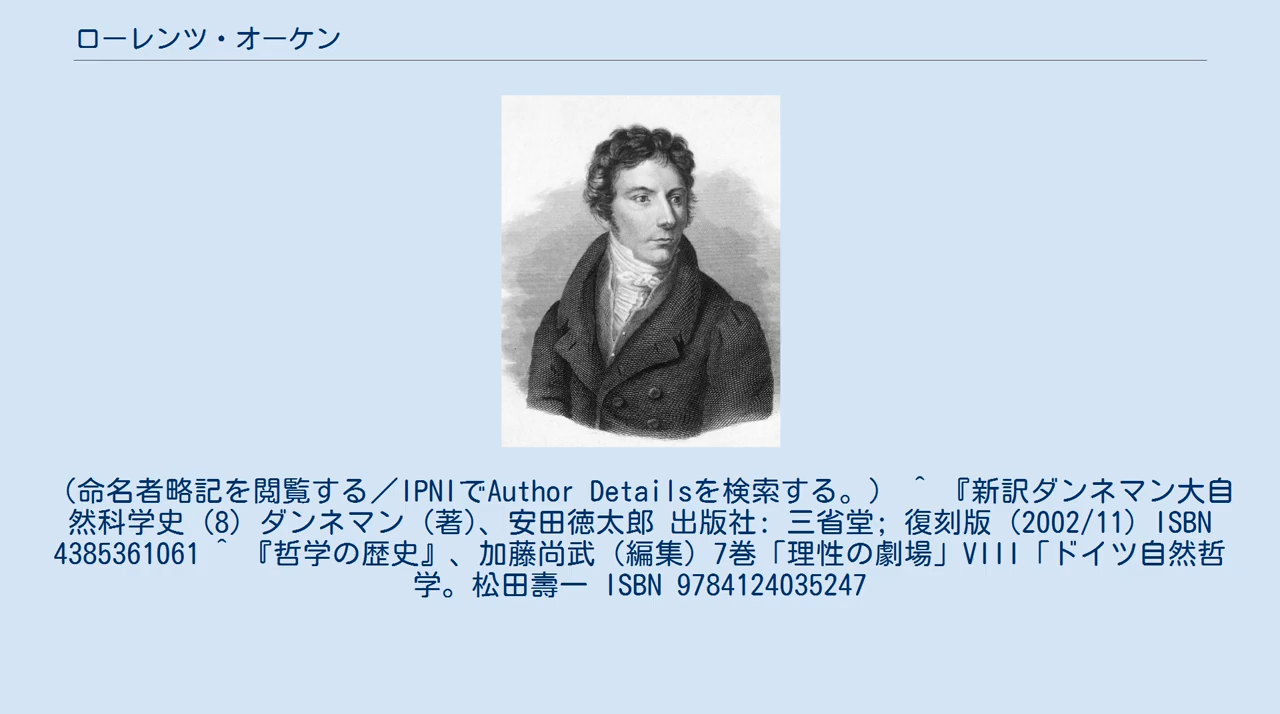 ローレンツ・オーケン
(命名者略記を閲覧する／IPNIでAuthor Detailsを検索する。) ^ 『新訳ダンネマン大自
然科学史(8)ダンネマン(著)、安田徳太郎 出版社: 三省堂; 復刻版(2002/11)ISBN
4385361061 ^ 『哲学の歴史』、加藤尚武(編集)7巻「理性の劇場」VIII「ドイツ自然哲
学。松田壽一 ISBN 9784124035247